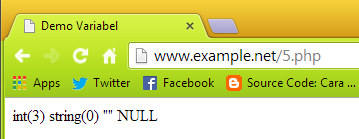 Demo Variabel
www.example.net/5.php
Apps Twitter Facebook Source Code: Cara ...
int(3) string(0) "" NULL